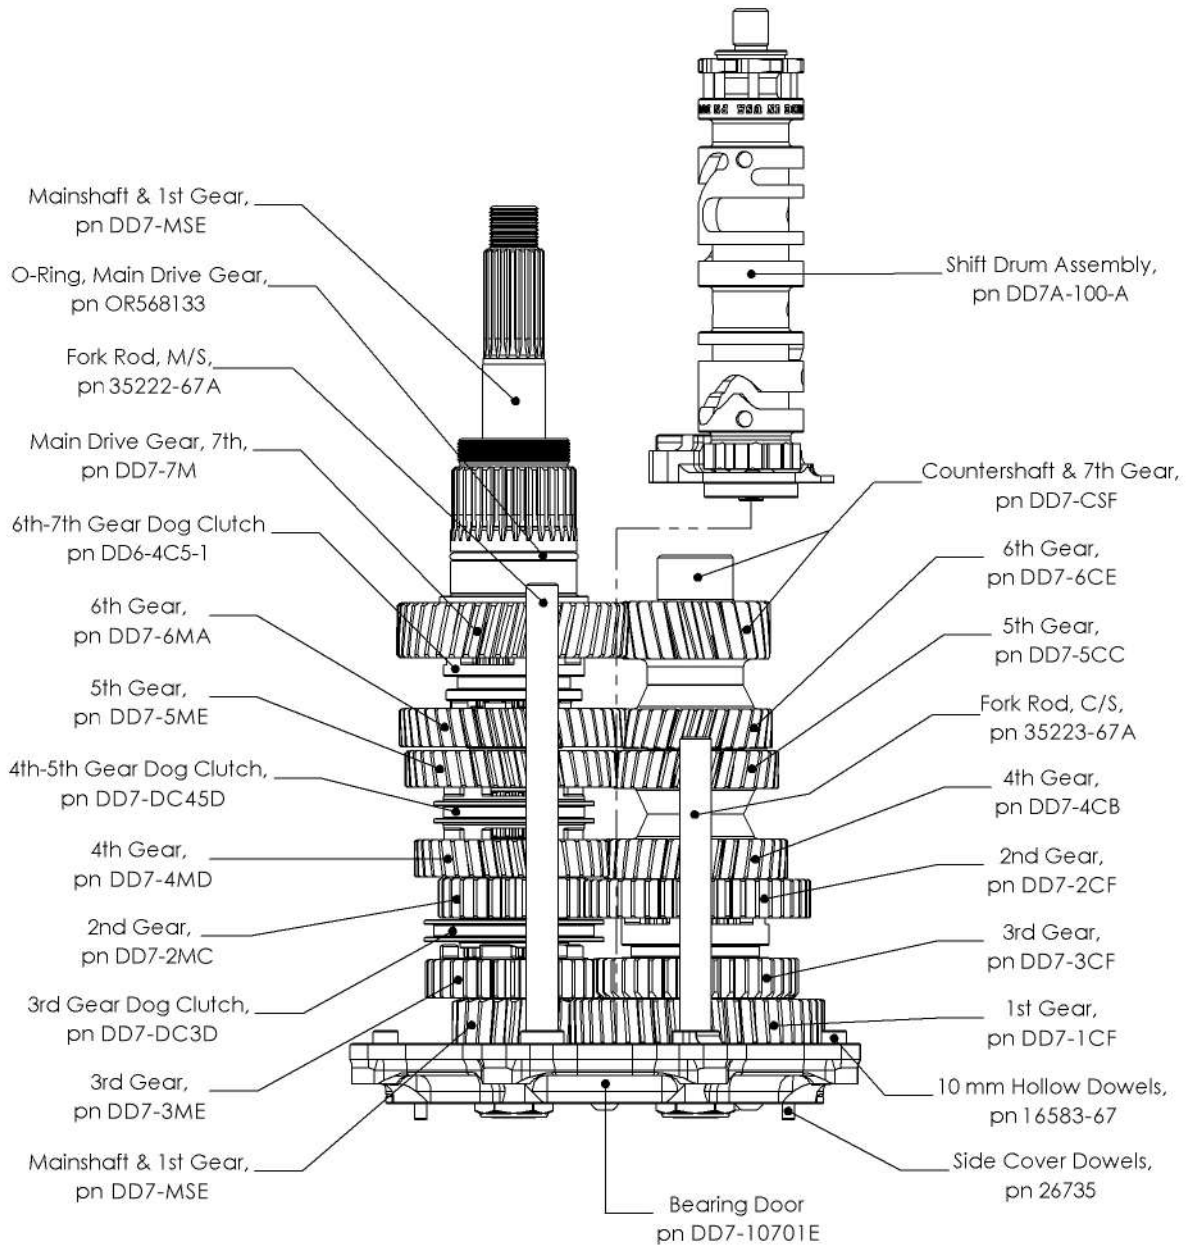 Mainshaft & 1st Gear,
pn DD7-MSE
O-Ring, Main Drive Gear,
pn OR568133
Fork Rod, M/S,
pn 35222-67A
Main Drive Gear, 7th,
pn DD7-7M
6th-7th Gear Dog Clutch
pn DD6-4C5-1
6th Gear,
pn DD7-6MA
5th Gear,
pn DD7-5ME
4th-5th Gear Dog Clutch,
pn DD7-DC45D
4th Gear,
pn DD7-4MD
2nd Gear,
pn DD7-2MC
3rd Gear Dog Clutch,
pn DD7-DC3D
3rd Gear,
pn DD7-3ME
Mainshaft & 1st Gear,
pn DD7-MSE
Shift Drum Assembly,
pn DD7A-100-A
Countershaft & 7th Gear,
pn DD7-CSF
6th Gear,
pn DD7-6CE
5th Gear,
pn DD7-5CC
Fork Rod, C/S,
pn 35223-67A
4th Gear,
pn DD7-4CB
2nd Gear,
pn DD7-2CF
3rd Gear,
pn DD7-3CF
1st Gear,
pn DD7-1CF
10 mm Hollow Dowels,
pn 16583-67
Side Cover Dowels,
pn 26735
Bearing Door
pn DD7-10701E